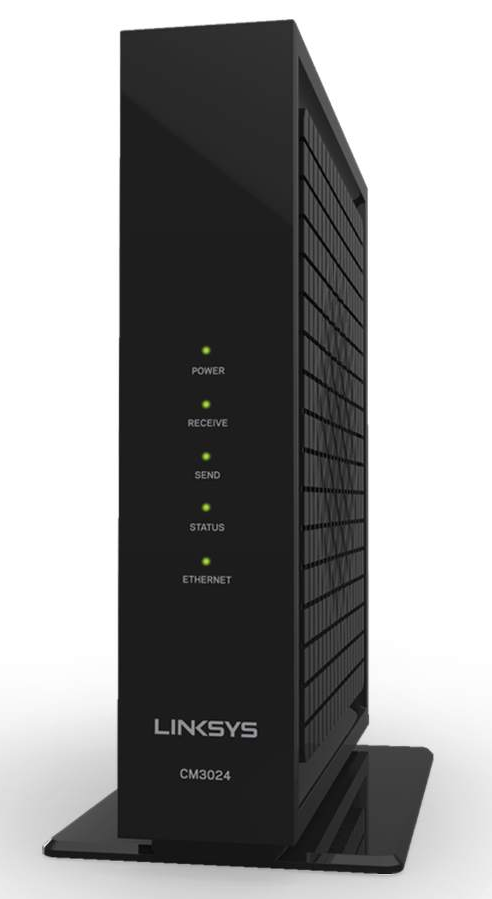 POWER
RECEIVE
SEND
STATUS
ETHERNET
LINKSYS
CM3024